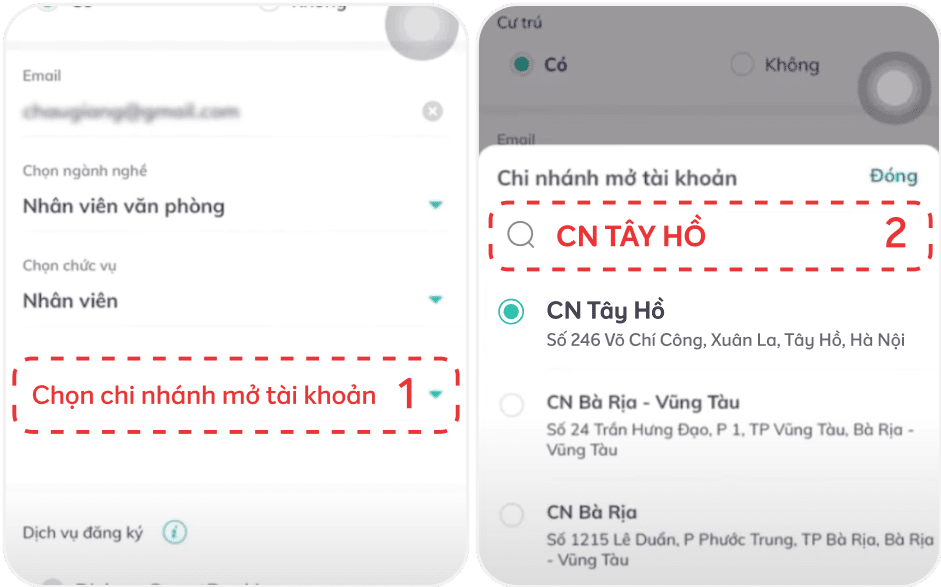 Email
chaugiang@gmail.com
Chọn ngành nghề
Nhân viên văn phòng
Chọn chức vụ
Nhân viên
Chọn chi nhánh mở tài khoản 1
Dịch vụ đăng ký
Cư trú
Có
Không
Email
Chi nhánh mở tài khoản
Đóng
CN TÂY HỒ 2
CN Tây Hồ
Số 246 Võ Chí Công, Xuân La, Tây Hồ, Hà Nội
CN Bà Rịa - Vũng Tàu
Số 24 Trần Hưng Đạo, P 1, TP Vũng Tàu, Bà Rịa -
Vũng Tàu
CN Bà Rịa
Số 1215 Lê Duẩn, P Phước Trung, TP Bà Rịa, Bà Rịa
- Vũng Tàu